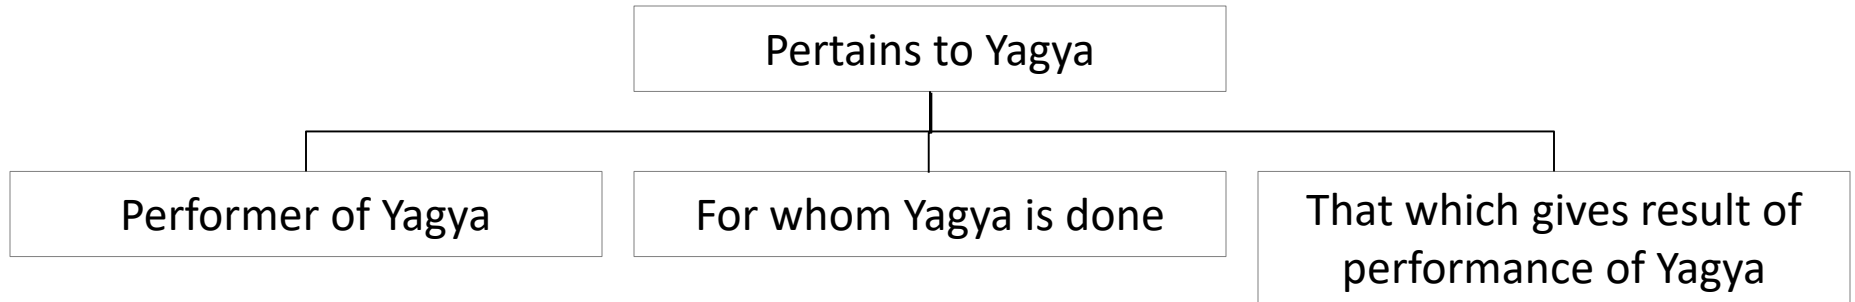 Pertains to Yagya
Performer of Yagya
For whom Yagya is done
That which gives result of
performance of Yagya